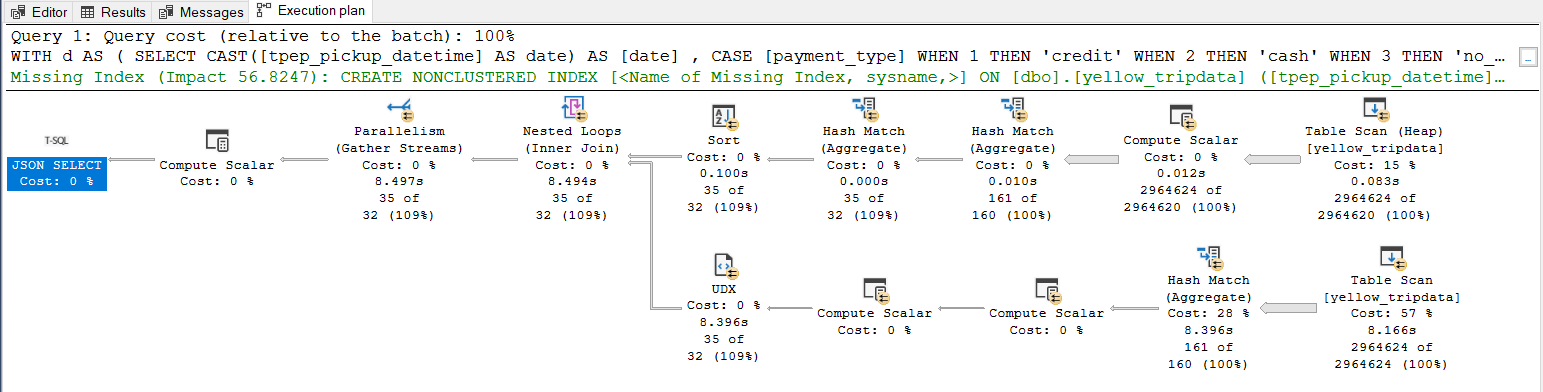 Editor Results Messages Execution plan
Query 1: Query cost (relative to the batch): 100%
WITH d AS ( SELECT CAST([tpep_pickup_datetime] AS date) AS [date] , CASE [payment_type] WHEN 1 THEN 'credit' WHEN 2 THEN 'cash' WHEN 3 THEN 'no_…
Missing Index (Impact 56.8247): CREATE NONCLUSTERED INDEX [<Name of Missing Index, sysname,>] ON [dbo].[yellow_tripdata] ([tpep_pickup_datetime]…
T-SQL
JSON SELECT
Cost: 0 %
Compute Scalar
Cost: 0 %
Parallelism
(Gather Streams)
Cost: 0 %
8.497s
35 of
32 (109%)
Nested Loops
(Inner Join)
Cost: 0 %
8.494s
35 of
32 (109%)
Sort
Cost: 0 %
0.100s
35 of
32 (109%)
Hash Match
(Aggregate)
Cost: 0 %
0.000s
35 of
32 (109%)
Hash Match
(Aggregate)
Cost: 0 %
0.010s
161 of
160 (100%)
Compute Scalar
Cost: 0 %
0.012s
2964624 of
2964620 (100%)
Table Scan (Heap)
[yellow_tripdata]
Cost: 15 %
0.083s
2964624 of
2964620 (100%)
UDX
Cost: 0 %
8.396s
35 of
32 (109%)
Compute Scalar
Cost: 0 %
Compute Scalar
Cost: 0 %
Hash Match
(Aggregate)
Cost: 28 %
8.396s
161 of
160 (100%)
Table Scan
[yellow_tripdata]
Cost: 57 %
8.166s
2964624 of
2964624 (100%)